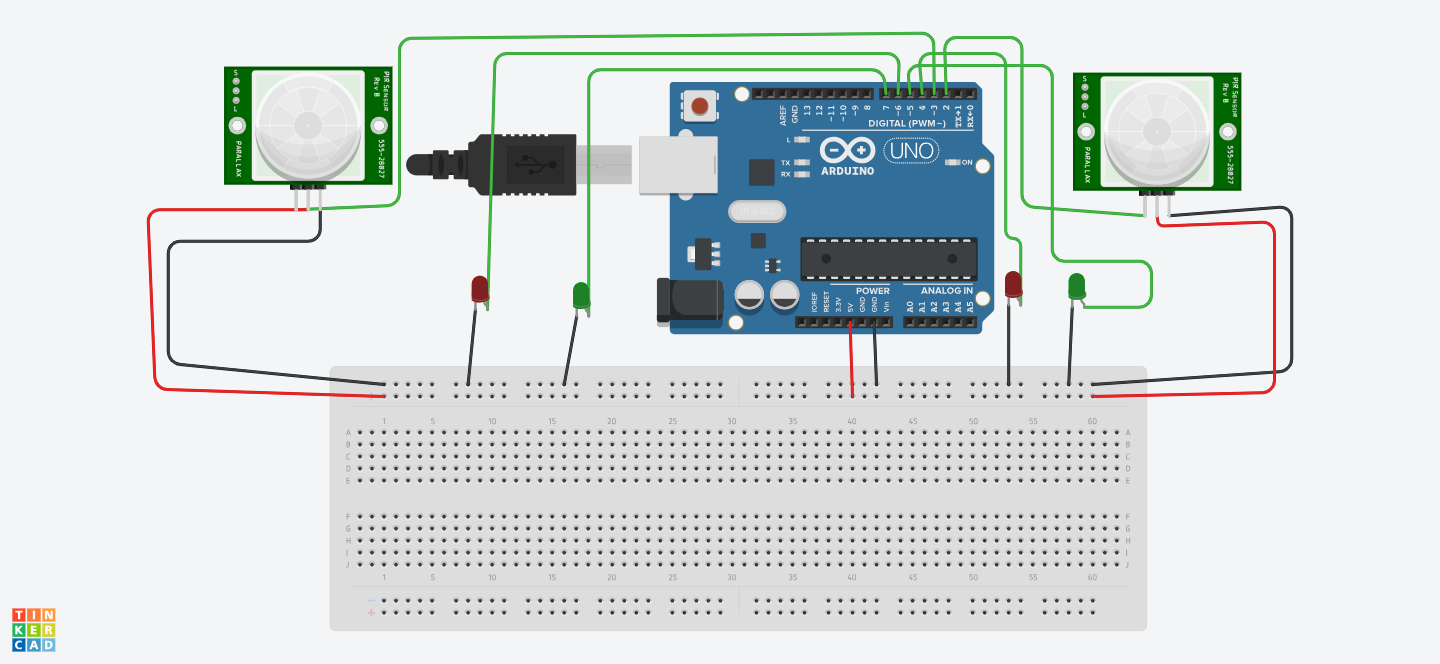 S
L
PIR SENSOR
Rev B
555-28027
PARALLAX
S
L
PIR SENSOR
Rev B
555-28027
PARALLAX
AREF
GND
13
12
~11
~10
~9
8
7
~6
~5
4
~3
2
TX→1
RX←0
DIGITAL (PWM~)
L
TX
RX
ARDUINO
UNO
ON
POWER
ANALOG IN
IOREF
RESET
3.3V
5V
GND
GND
Vin
A0
A1
A2
A3
A4
A5
1 5 10 15 20 25 30 35 40 45 50 55 60
A A
B B
C C
D D
E E
F F
G G
H H
I I
J J
1 5 10 15 20 25 30 35 40 45 50 55 60
TIN
KER
CAD